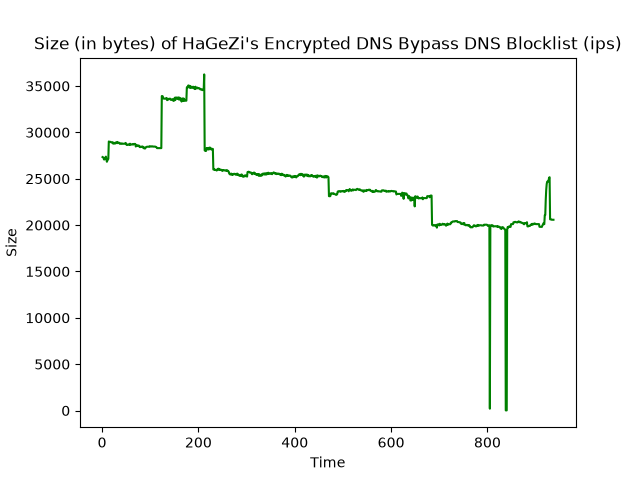 Size (in bytes) of HaGeZi's Encrypted DNS Bypass DNS Blocklist (ips)
35000
30000
25000
20000
15000
10000
5000
0
Size
0 200 400 600 800
Time